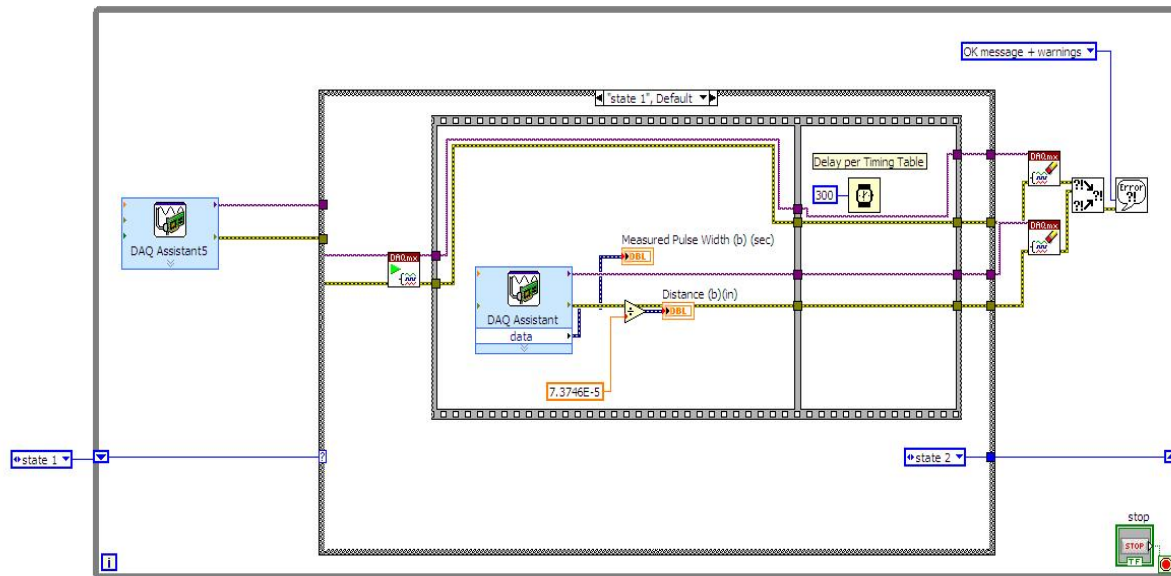 OK message + warnings
"state 1", Default
DAQmx
Delay per Timing Table
300
Error
?!
?!
?!
DAQ Assistant5
DAQmx
Measured Pulse Width (b) (sec)
DBL
DAQmx
DAQ Assistant
data
Distance (b)(in)
DBL
÷
7.3746E-5
state 1
?
state 2
stop
STOP
TF
i